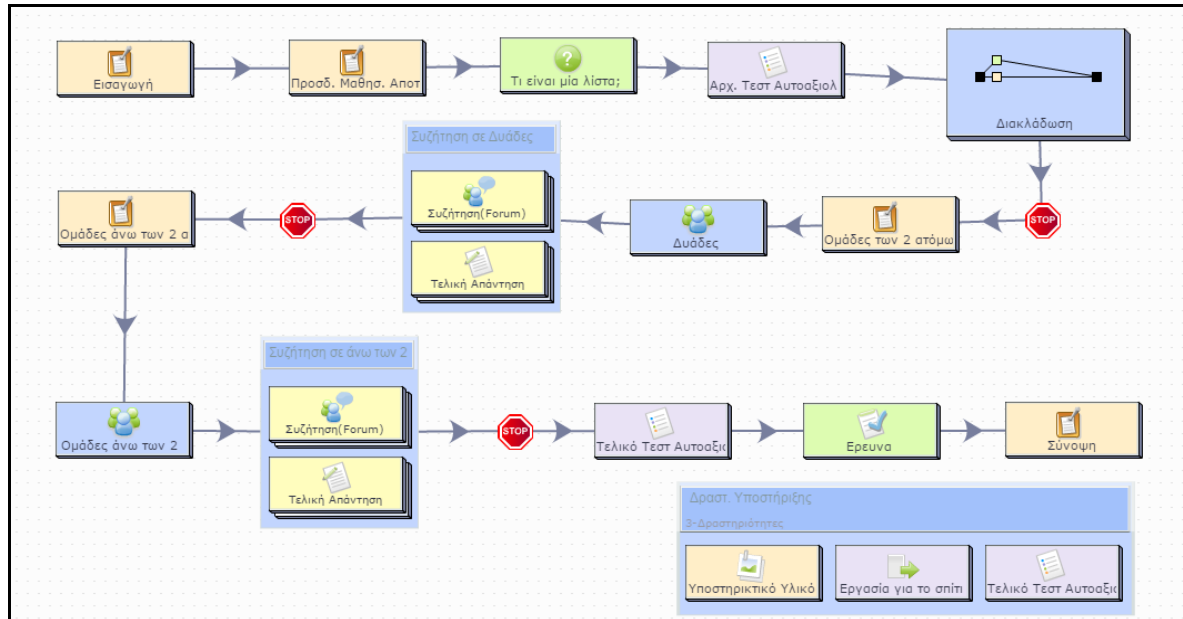 Εισαγωγή
Προσδ. Μαθησ. Αποτ
Τι είναι μία λίστα;
Αρχ. Τεστ Αυτοαξιολ
Διακλάδωση
Συζήτηση σε Δυάδες
Ομάδες άνω των 2 α
STOP
Συζήτηση(Forum)
Τελική Απάντηση
Δυάδες
Ομάδες των 2 ατόμω
STOP
Ομάδες άνω των 2
Συζήτηση σε άνω των 2
Συζήτηση(Forum)
Τελική Απάντηση
STOP
Τελικό Τεστ Αυτοαξιο
Ερευνα
Σύνοψη
Δραστ. Υποστήριξης
3-Δραστηριότητες
Υποστηρικτικό Υλικό
Εργασία για το σπίτι
Τελικό Τεστ Αυτοαξιο